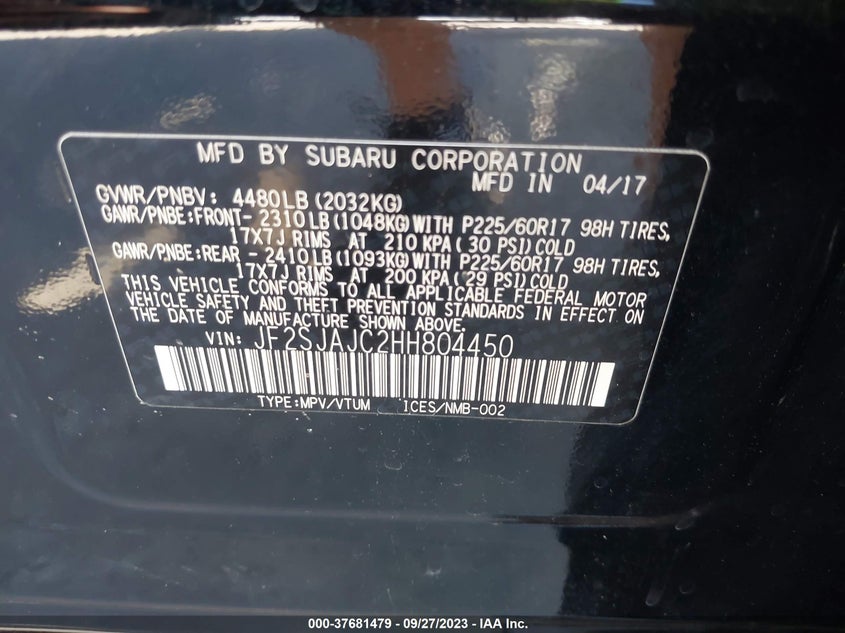 MFD BY SUBARU CORPORATION
MFD IN 04/17
GVWR/PNBV: 4480LB (2032KG)
GAWR/PNBE:FRONT- 2310LB (1048KG) WITH P225/60R17 98H TIRES,
17X7J RIMS AT 210 KPA( 30 PSI) COLD
GAWR/PNBE:REAR - 2410LB (1093KG) WITH P225/60R17 98H TIRES,
17X7J RIMS AT 200 KPA (29 PSI) COLD
THIS VEHICLE CONFORMS TO ALL APPLICABLE FEDERAL MOTOR
VEHICLE SAFETY AND THEFT PREVENTION STANDARDS IN EFFECT ON
THE DATE OF MANUFACTURE SHOWN ABOVE.
VIN: JF2SJAJC2HH804450
TYPE:MPV/VTUM ICES/NMB-002
000-37681479 — 09/27/2023 — IAA Inc.